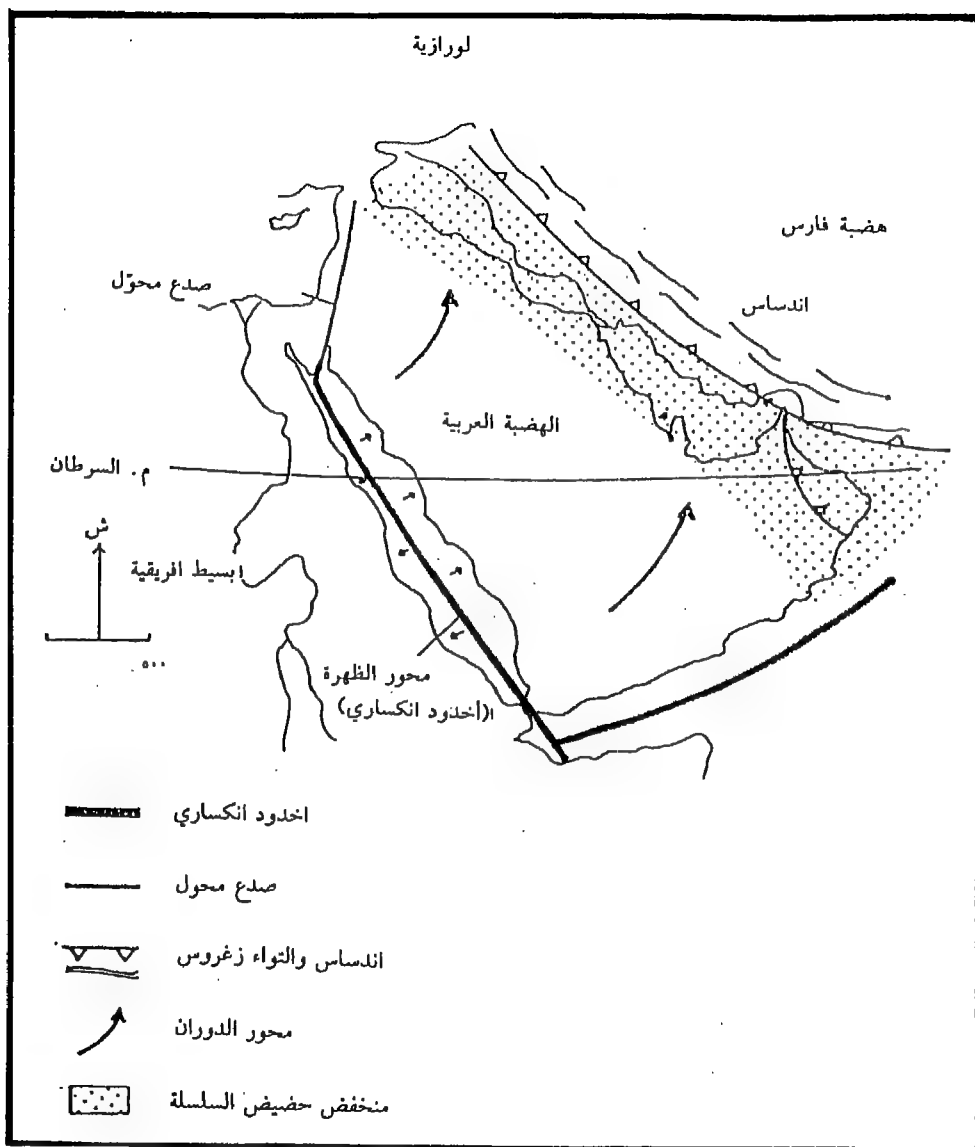 لورازية
هضبة فارس
صدع محوّل
اندساس
الهضبة العربية
م. السرطان
ش
ابسيط افريقية
٥٠٠
محور الظهرة
(أخدود انكساري)
اخدود انكساري
صدع محول
اندساس والتواء زغروس
محور الدوران
منخفض حضيض السلسلة